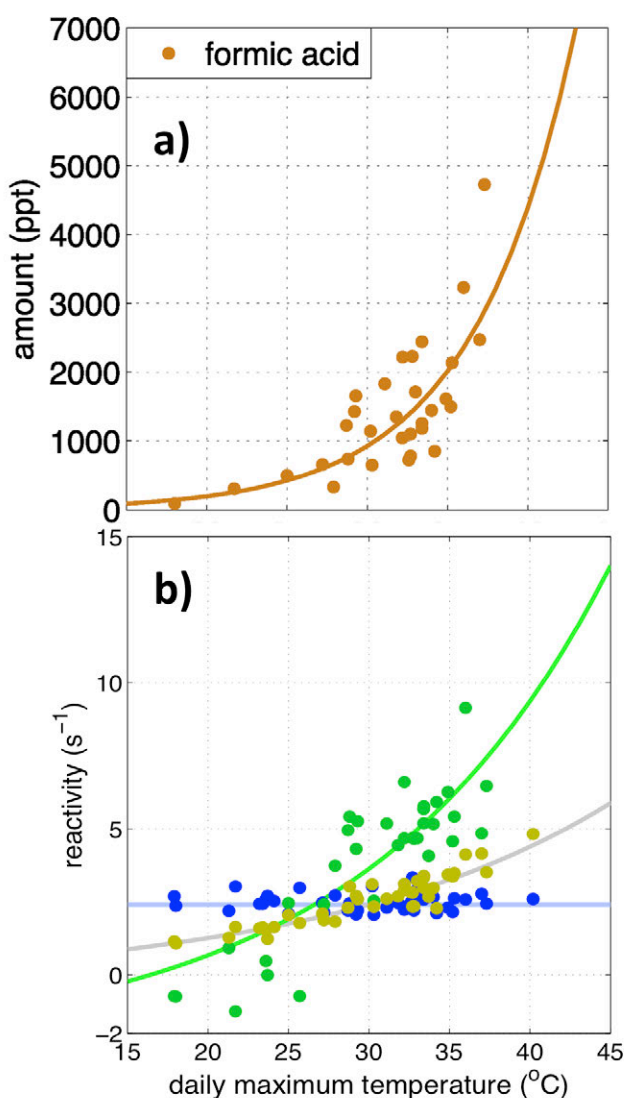 7000
formic acid
6000
a)
5000
4000
3000
2000
1000
0
amount (ppt)
15
b)
10
5
0
−2
reactivity (s⁻¹)
15 20 25 30 35 40 45
daily maximum temperature (°C)